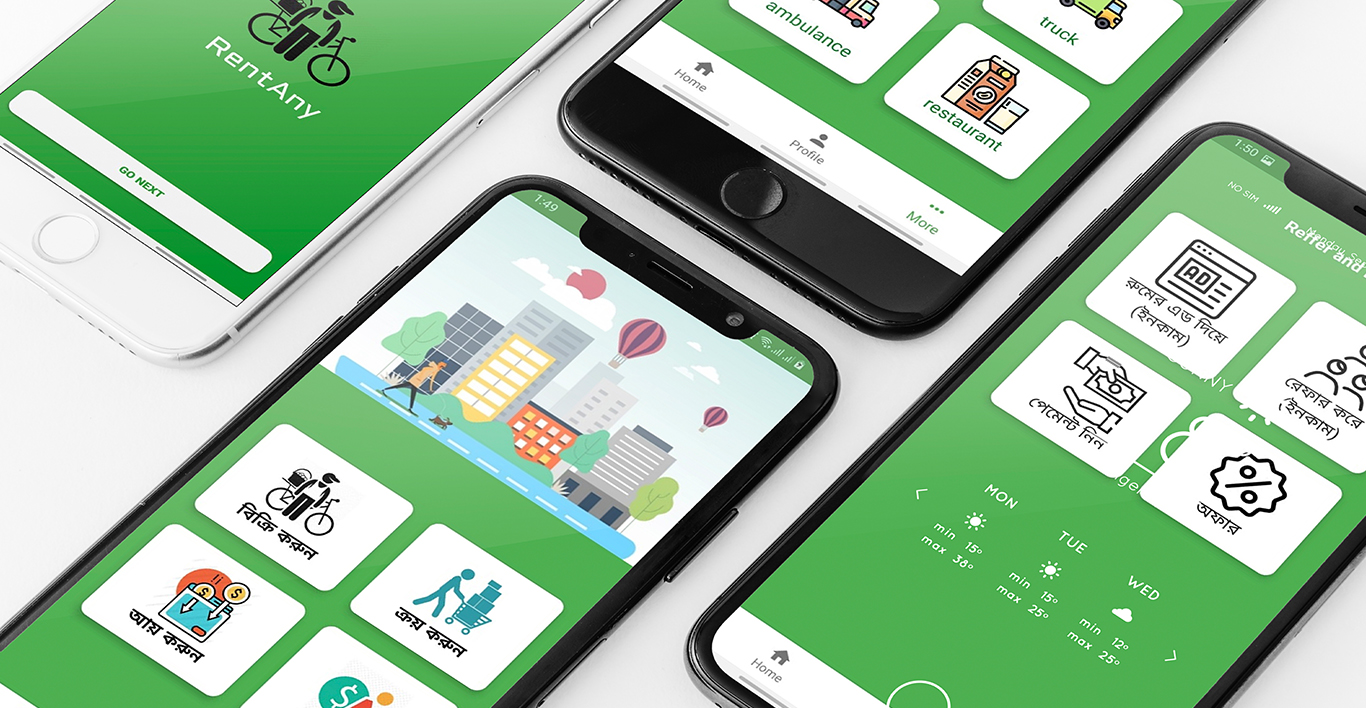 RentAny
GO NEXT
ambulance
truck
restaurant
Home
Profile
More
1:49
বিক্রি করুন
আয় করুন
ক্রয় করুন
1:50
NO SIM
Reffer and
AD
রুমের এড দিয়ে
(ইনকাম)
রেফার করে
(ইনকাম)
পেমেন্ট নিন
অফার
MON
min 15°
max 38°
TUE
min 15°
max 25°
WED
min 12°
max 25°
Home